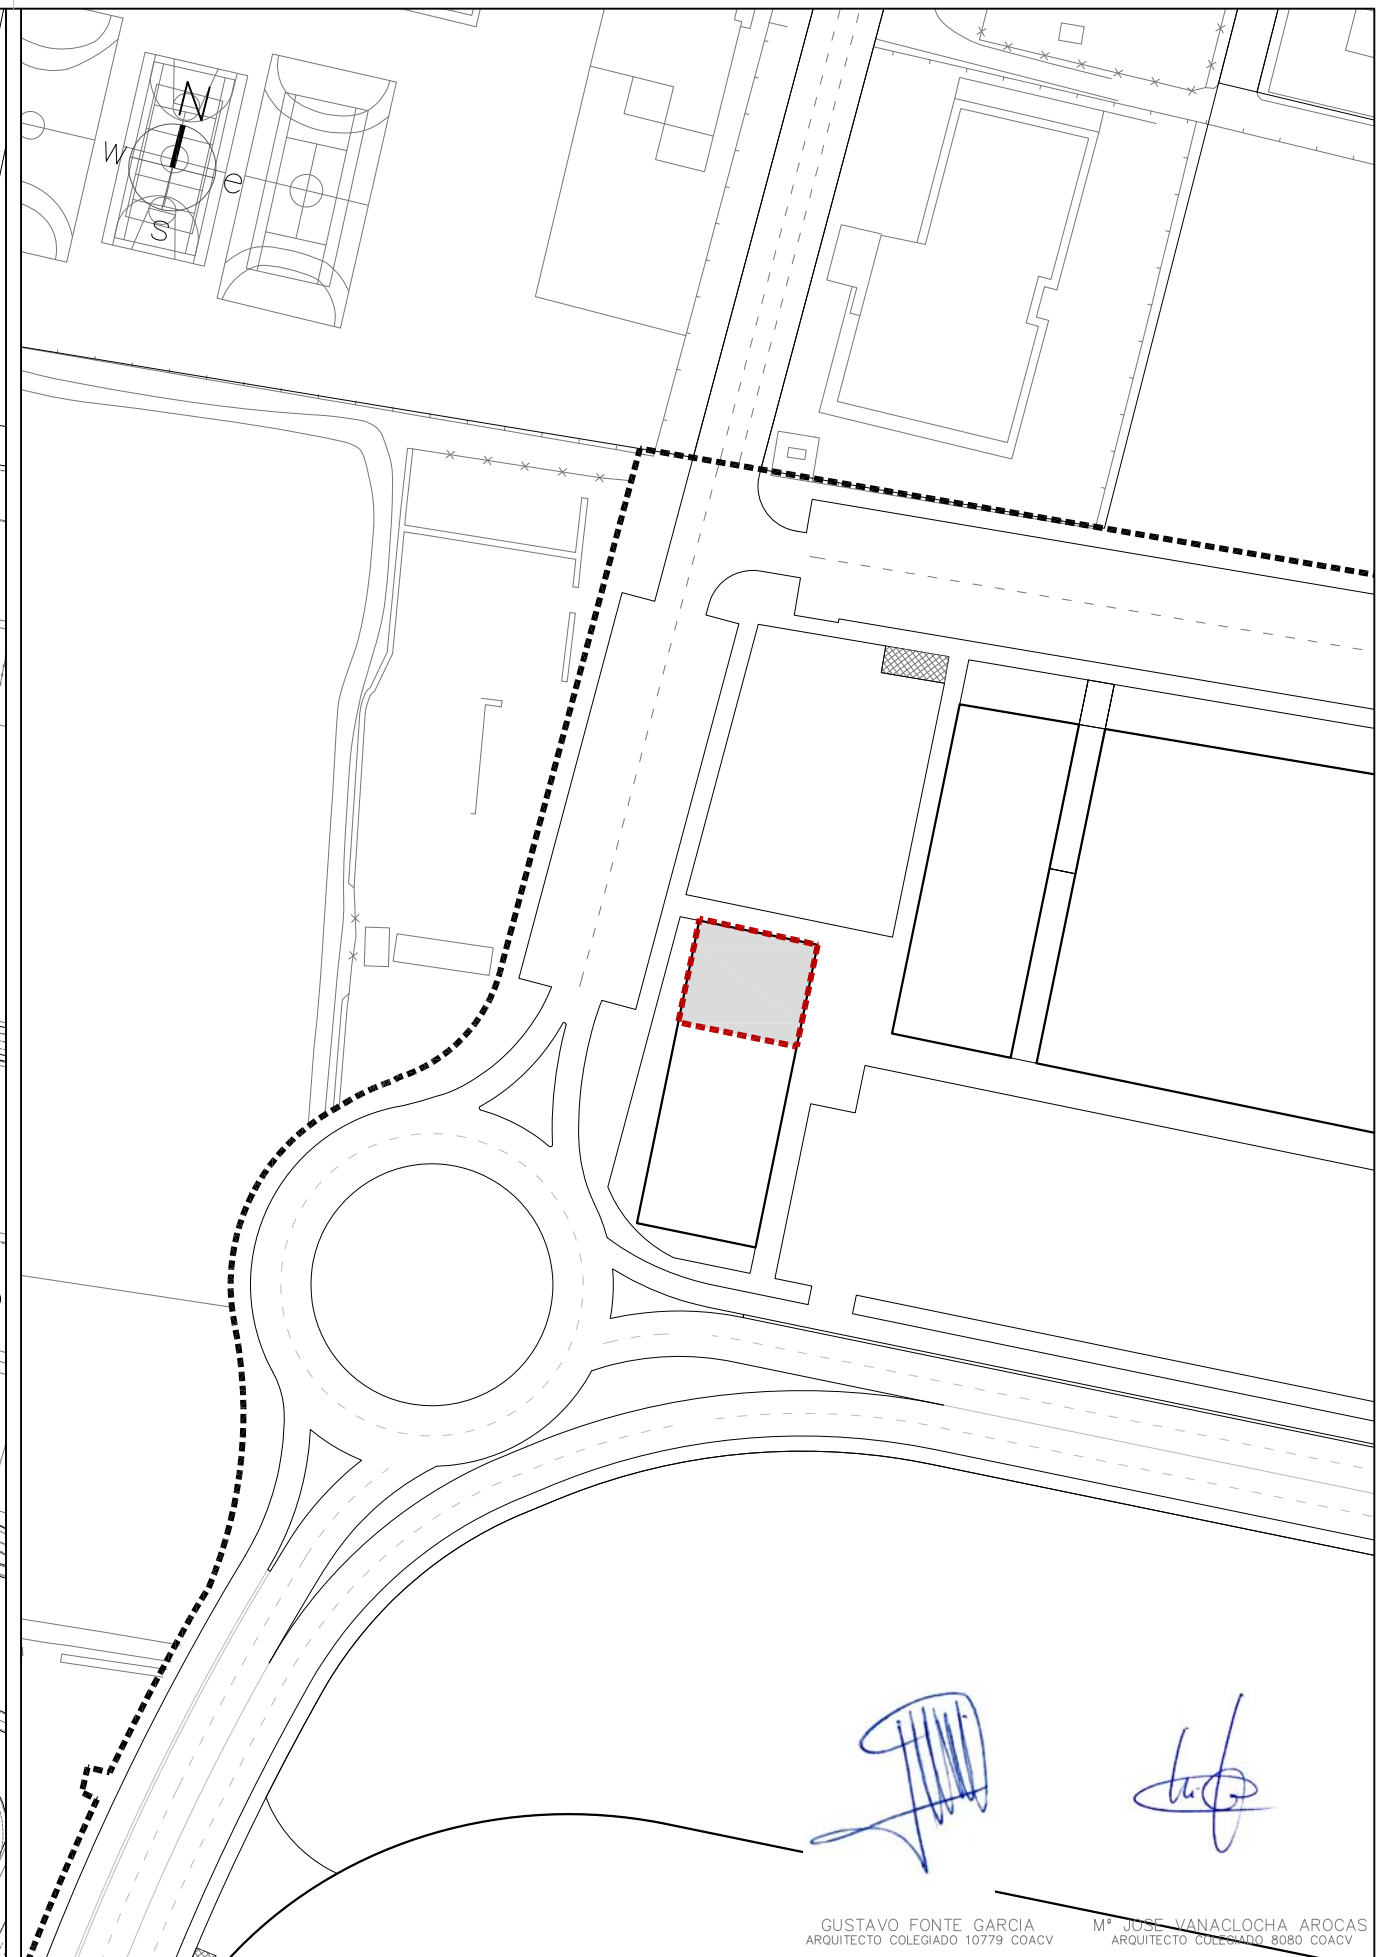 N
W
e
S
GUSTAVO FONTE GARCIA
ARQUITECTO COLEGIADO 10779 COACV
Mª JOSE VANACLOCHA AROCAS
ARQUITECTO COLEGIADO 8080 COACV